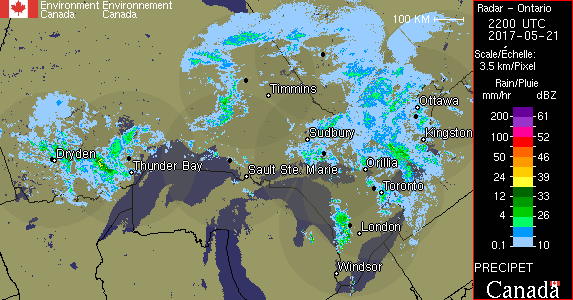 Environment Environnement
Canada Canada
100 KM
Timmins
Ottawa
Sudbury
Kingston
Dryden
Thunder Bay
Sault Ste. Marie
Orillia
Toronto
London
Windsor
Radar - Ontario
2200 UTC
2017-05-21
Scale/Échelle:
3.5 km/Pixel
Rain/Pluie
mm/hr dBZ
200 61
100 52
50 46
24 39
12 33
4 26
0.1 10
PRECIPET
Canada